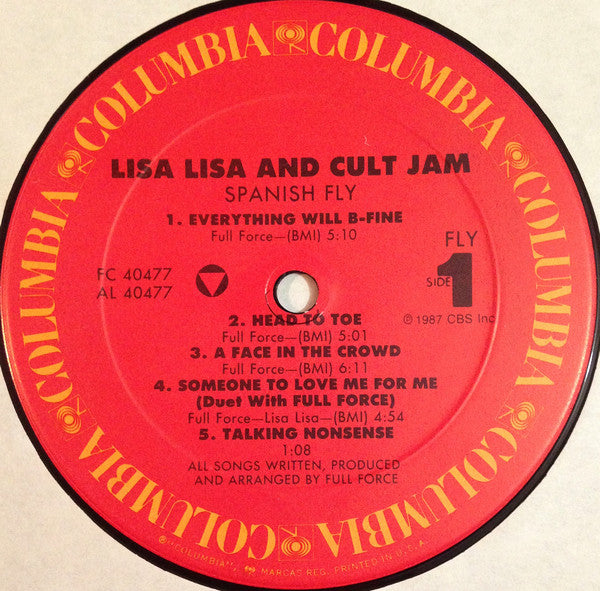 COLUMBIA COLUMBIA COLUMBIA COLUMBIA COLUMBIA COLUMBIA COLUMBIA COLUMBIA
LISA LISA AND CULT JAM
SPANISH FLY
1. EVERYTHING WILL B-FINE
Full Force—(BMI) 5:10
FLY
FC 40477
AL 40477
SIDE 1
℗ 1987 CBS Inc.
2. HEAD TO TOE
Full Force—(BMI) 5:01
3. A FACE IN THE CROWD
Full Force—(BMI) 6:11
4. SOMEONE TO LOVE ME FOR ME
(Duet With FULL FORCE)
Full Force—Lisa Lisa—(BMI) 4:54
5. TALKING NONSENSE
1:08
ALL SONGS WRITTEN, PRODUCED
AND ARRANGED BY FULL FORCE
"COLUMBIA", MARCAS REG. PRINTED IN U.S.A.